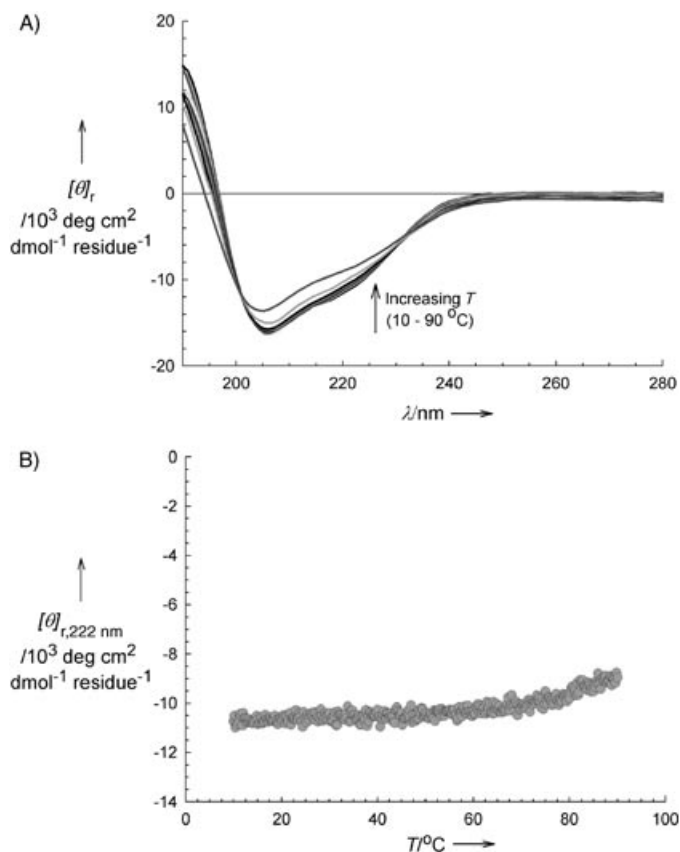 A)
20
10
0
-10
-20
[θ]r
/10³ deg cm²
dmol⁻¹ residue⁻¹
Increasing T
(10 - 90 °C)
200 220 240 260 280
λ/nm
B)
0
-2
-4
-6
-8
-10
-12
-14
[θ]r,222 nm
/10³ deg cm²
dmol⁻¹ residue⁻¹
0 20 40 60 80 100
T/°C